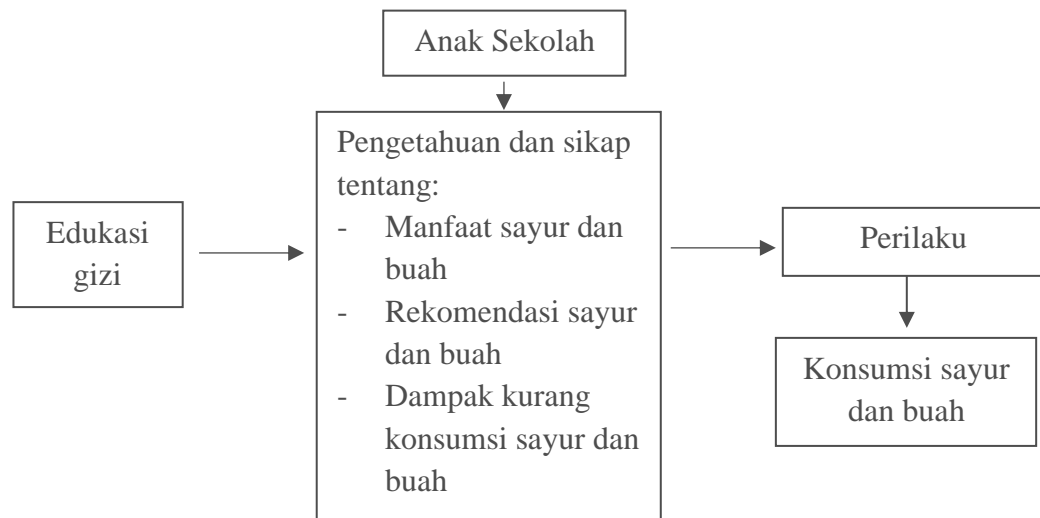 Anak Sekolah
Pengetahuan dan sikap
tentang:
- Manfaat sayur dan
buah
- Rekomendasi sayur
dan buah
- Dampak kurang
konsumsi sayur dan
buah
Edukasi
gizi
Perilaku
Konsumsi sayur
dan buah